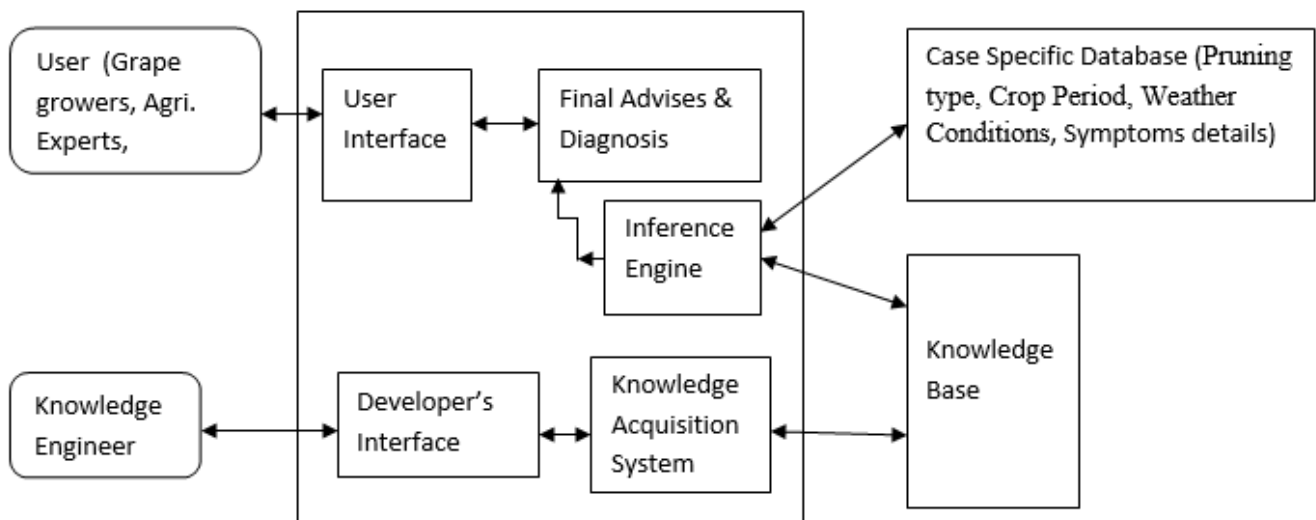 User (Grape
growers, Agri.
Experts,
User
Interface
Final Advises &
Diagnosis
Case Specific Database (Pruning
type, Crop Period, Weather
Conditions, Symptoms details)
Inference
Engine
Knowledge
Base
Knowledge
Engineer
Developer’s
Interface
Knowledge
Acquisition
System